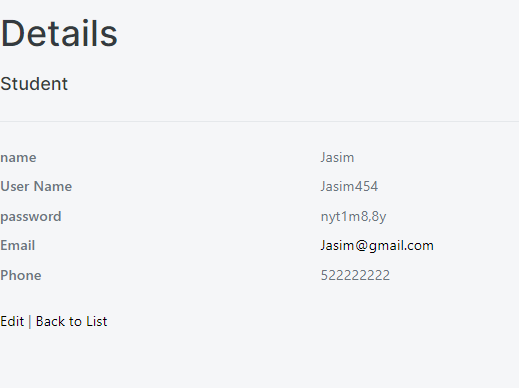 Details
Student
name Jasim
User Name Jasim454
password nyt1m8,8y
Email Jasim@gmail.com
Phone 522222222
Edit | Back to List